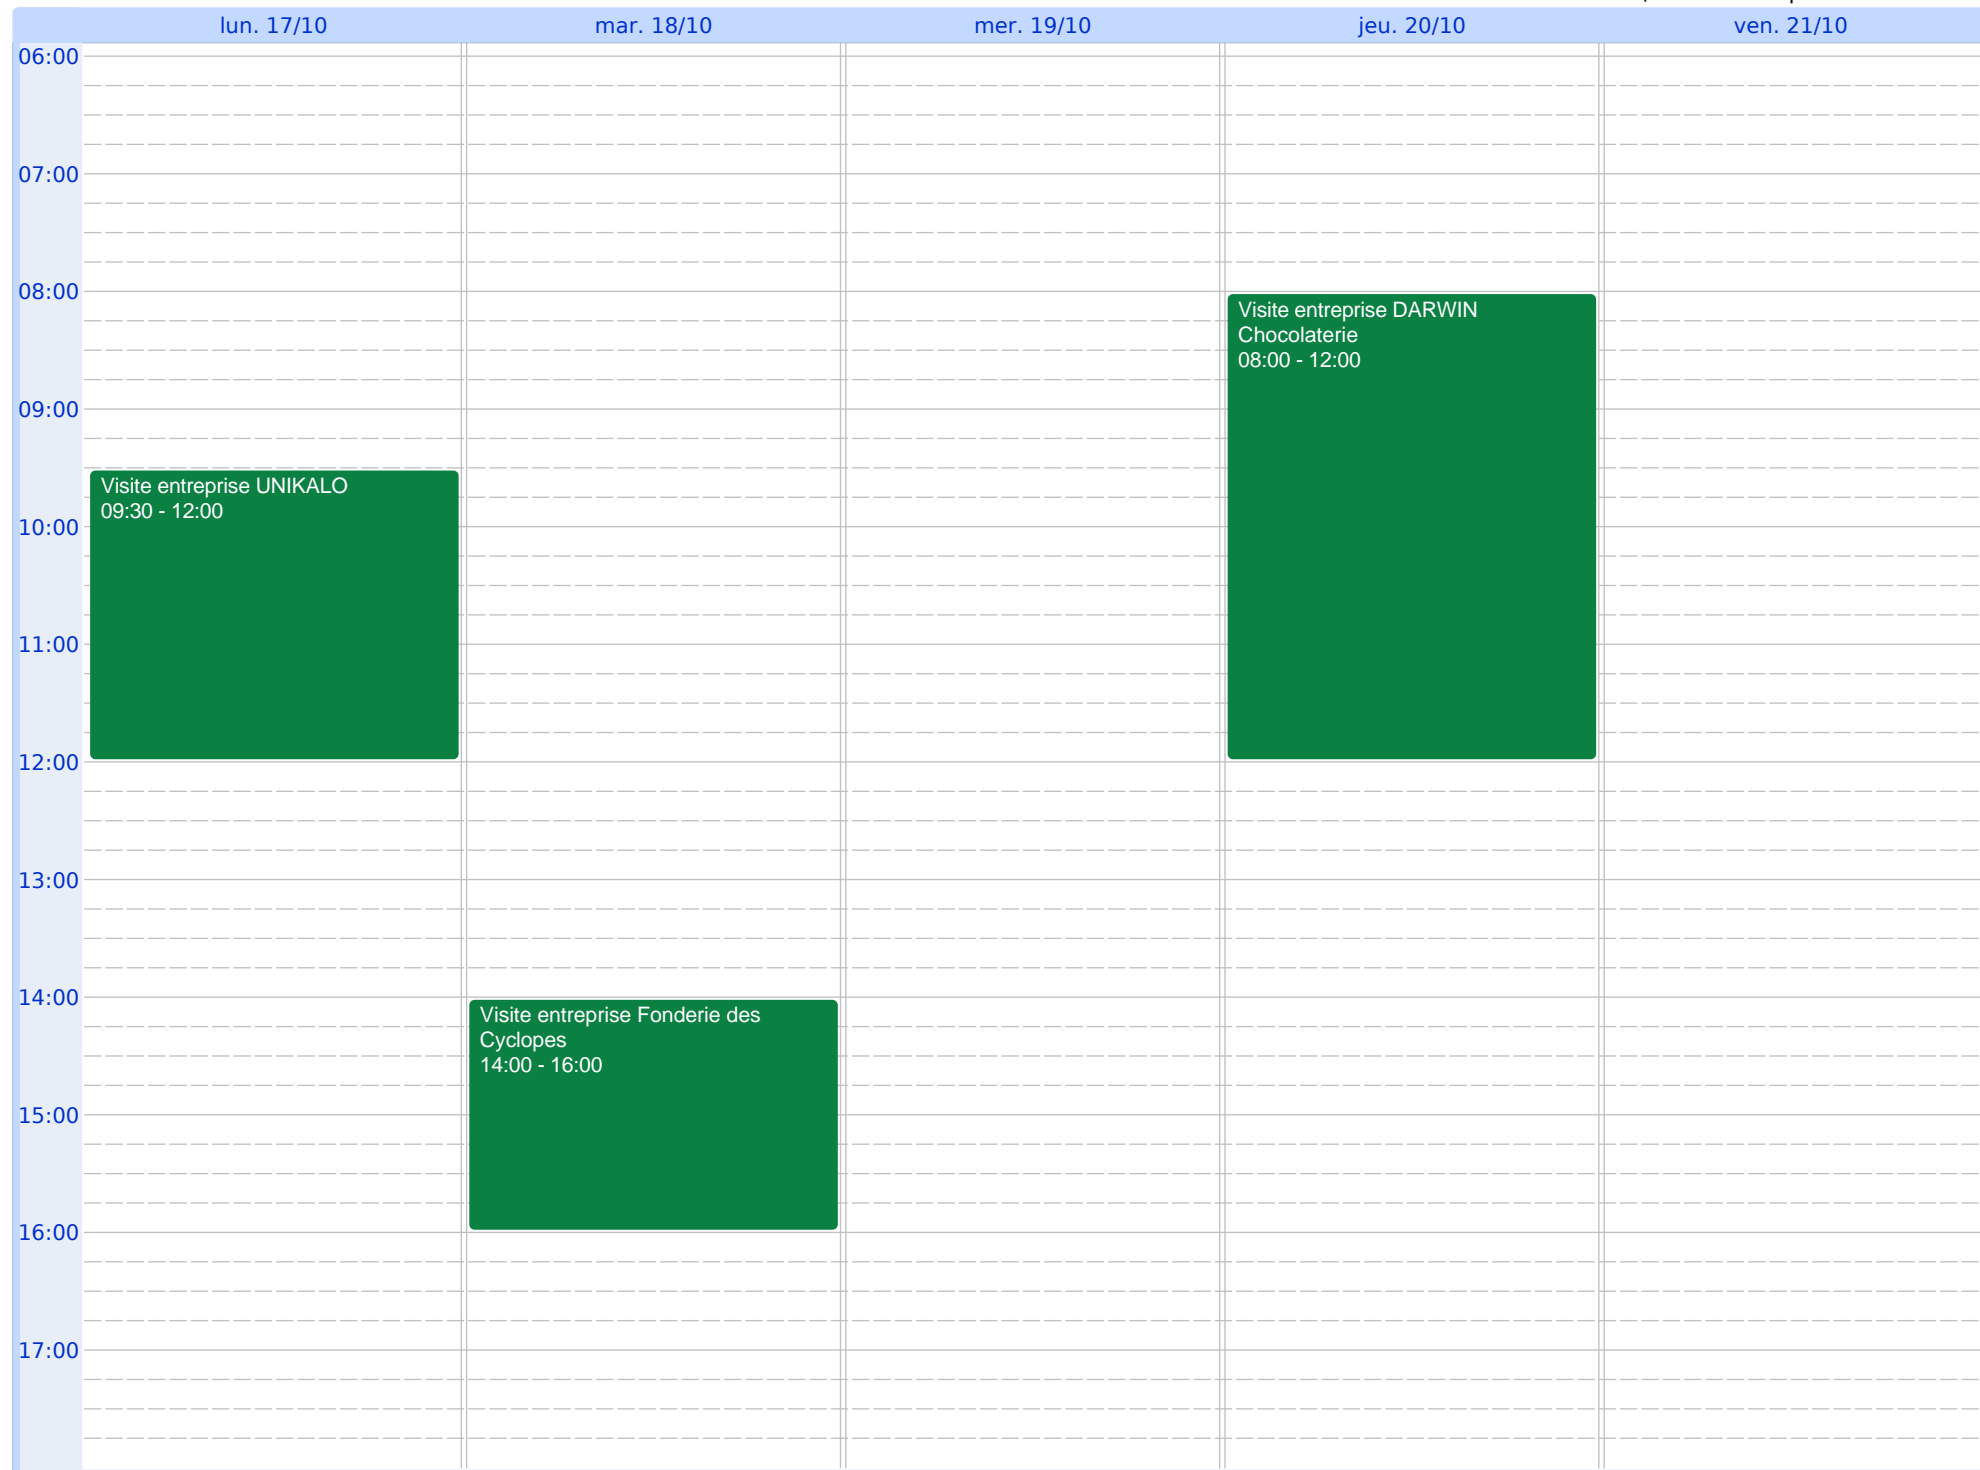 lun. 17/10
mar. 18/10
mer. 19/10
jeu. 20/10
ven. 21/10
06:00
07:00
08:00
Visite entreprise DARWIN
Chocolaterie
08:00 - 12:00
09:00
Visite entreprise UNIKALO
09:30 - 12:00
10:00
11:00
12:00
13:00
14:00
Visite entreprise Fonderie des
Cyclopes
14:00 - 16:00
15:00
16:00
17:00